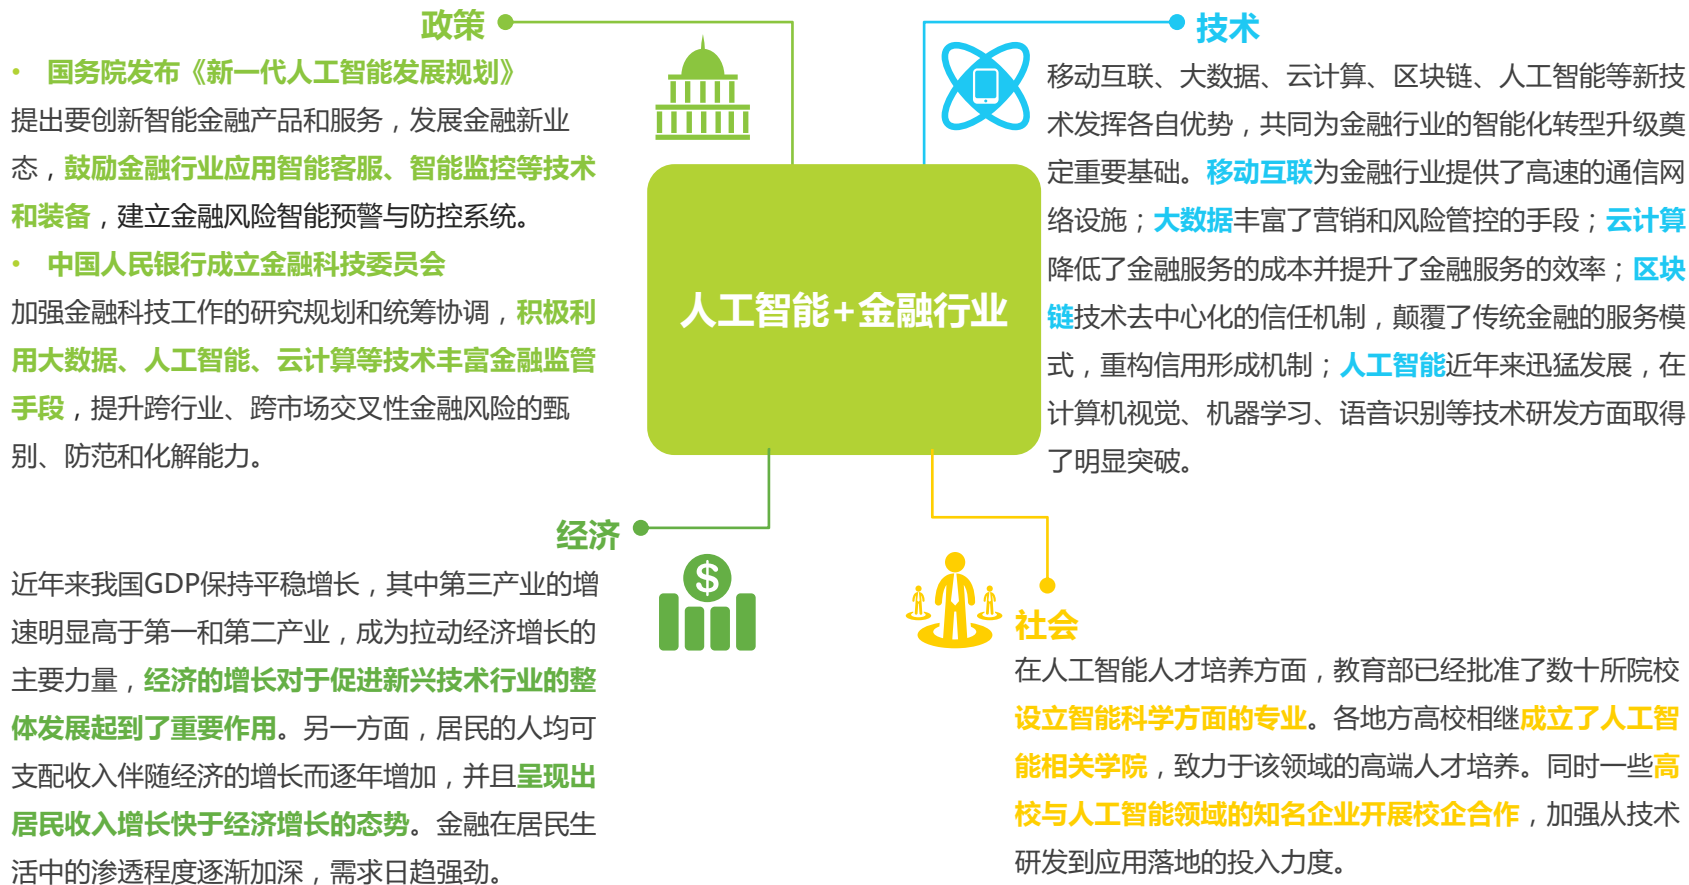 政策
• 国务院发布《新一代人工智能发展规划》
提出要创新智能金融产品和服务，发展金融新业
态，鼓励金融行业应用智能客服、智能监控等技术
和装备，建立金融风险智能预警与防控系统。
• 中国人民银行成立金融科技委员会
加强金融科技工作的研究规划和统筹协调，积极利
用大数据、人工智能、云计算等技术丰富金融监管
手段，提升跨行业、跨市场交叉性金融风险的甄
别、防范和化解能力。
技术
移动互联、大数据、云计算、区块链、人工智能等新技
术发挥各自优势，共同为金融行业的智能化转型升级奠
定重要基础。移动互联为金融行业提供了高速的通信网
络设施；大数据丰富了营销和风险管控的手段；云计算
降低了金融服务的成本并提升了金融服务的效率；区块
链技术去中心化的信任机制，颠覆了传统金融的服务模
式，重构信用形成机制；人工智能近年来迅猛发展，在
计算机视觉、机器学习、语音识别等技术研发方面取得
了明显突破。
人工智能+金融行业
经济
近年来我国GDP保持平稳增长，其中第三产业的增
速明显高于第一和第二产业，成为拉动经济增长的
主要力量，经济的增长对于促进新兴技术行业的整
体发展起到了重要作用。另一方面，居民的人均可
支配收入伴随经济的增长而逐年增加，并且呈现出
居民收入增长快于经济增长的态势。金融在居民生
活中的渗透程度逐渐加深，需求日趋强劲。
$
社会
在人工智能人才培养方面，教育部已经批准了数十所院校
设立智能科学方面的专业。各地方高校相继成立了人工智
能相关学院，致力于该领域的高端人才培养。同时一些高
校与人工智能领域的知名企业开展校企合作，加强从技术
研发到应用落地的投入力度。